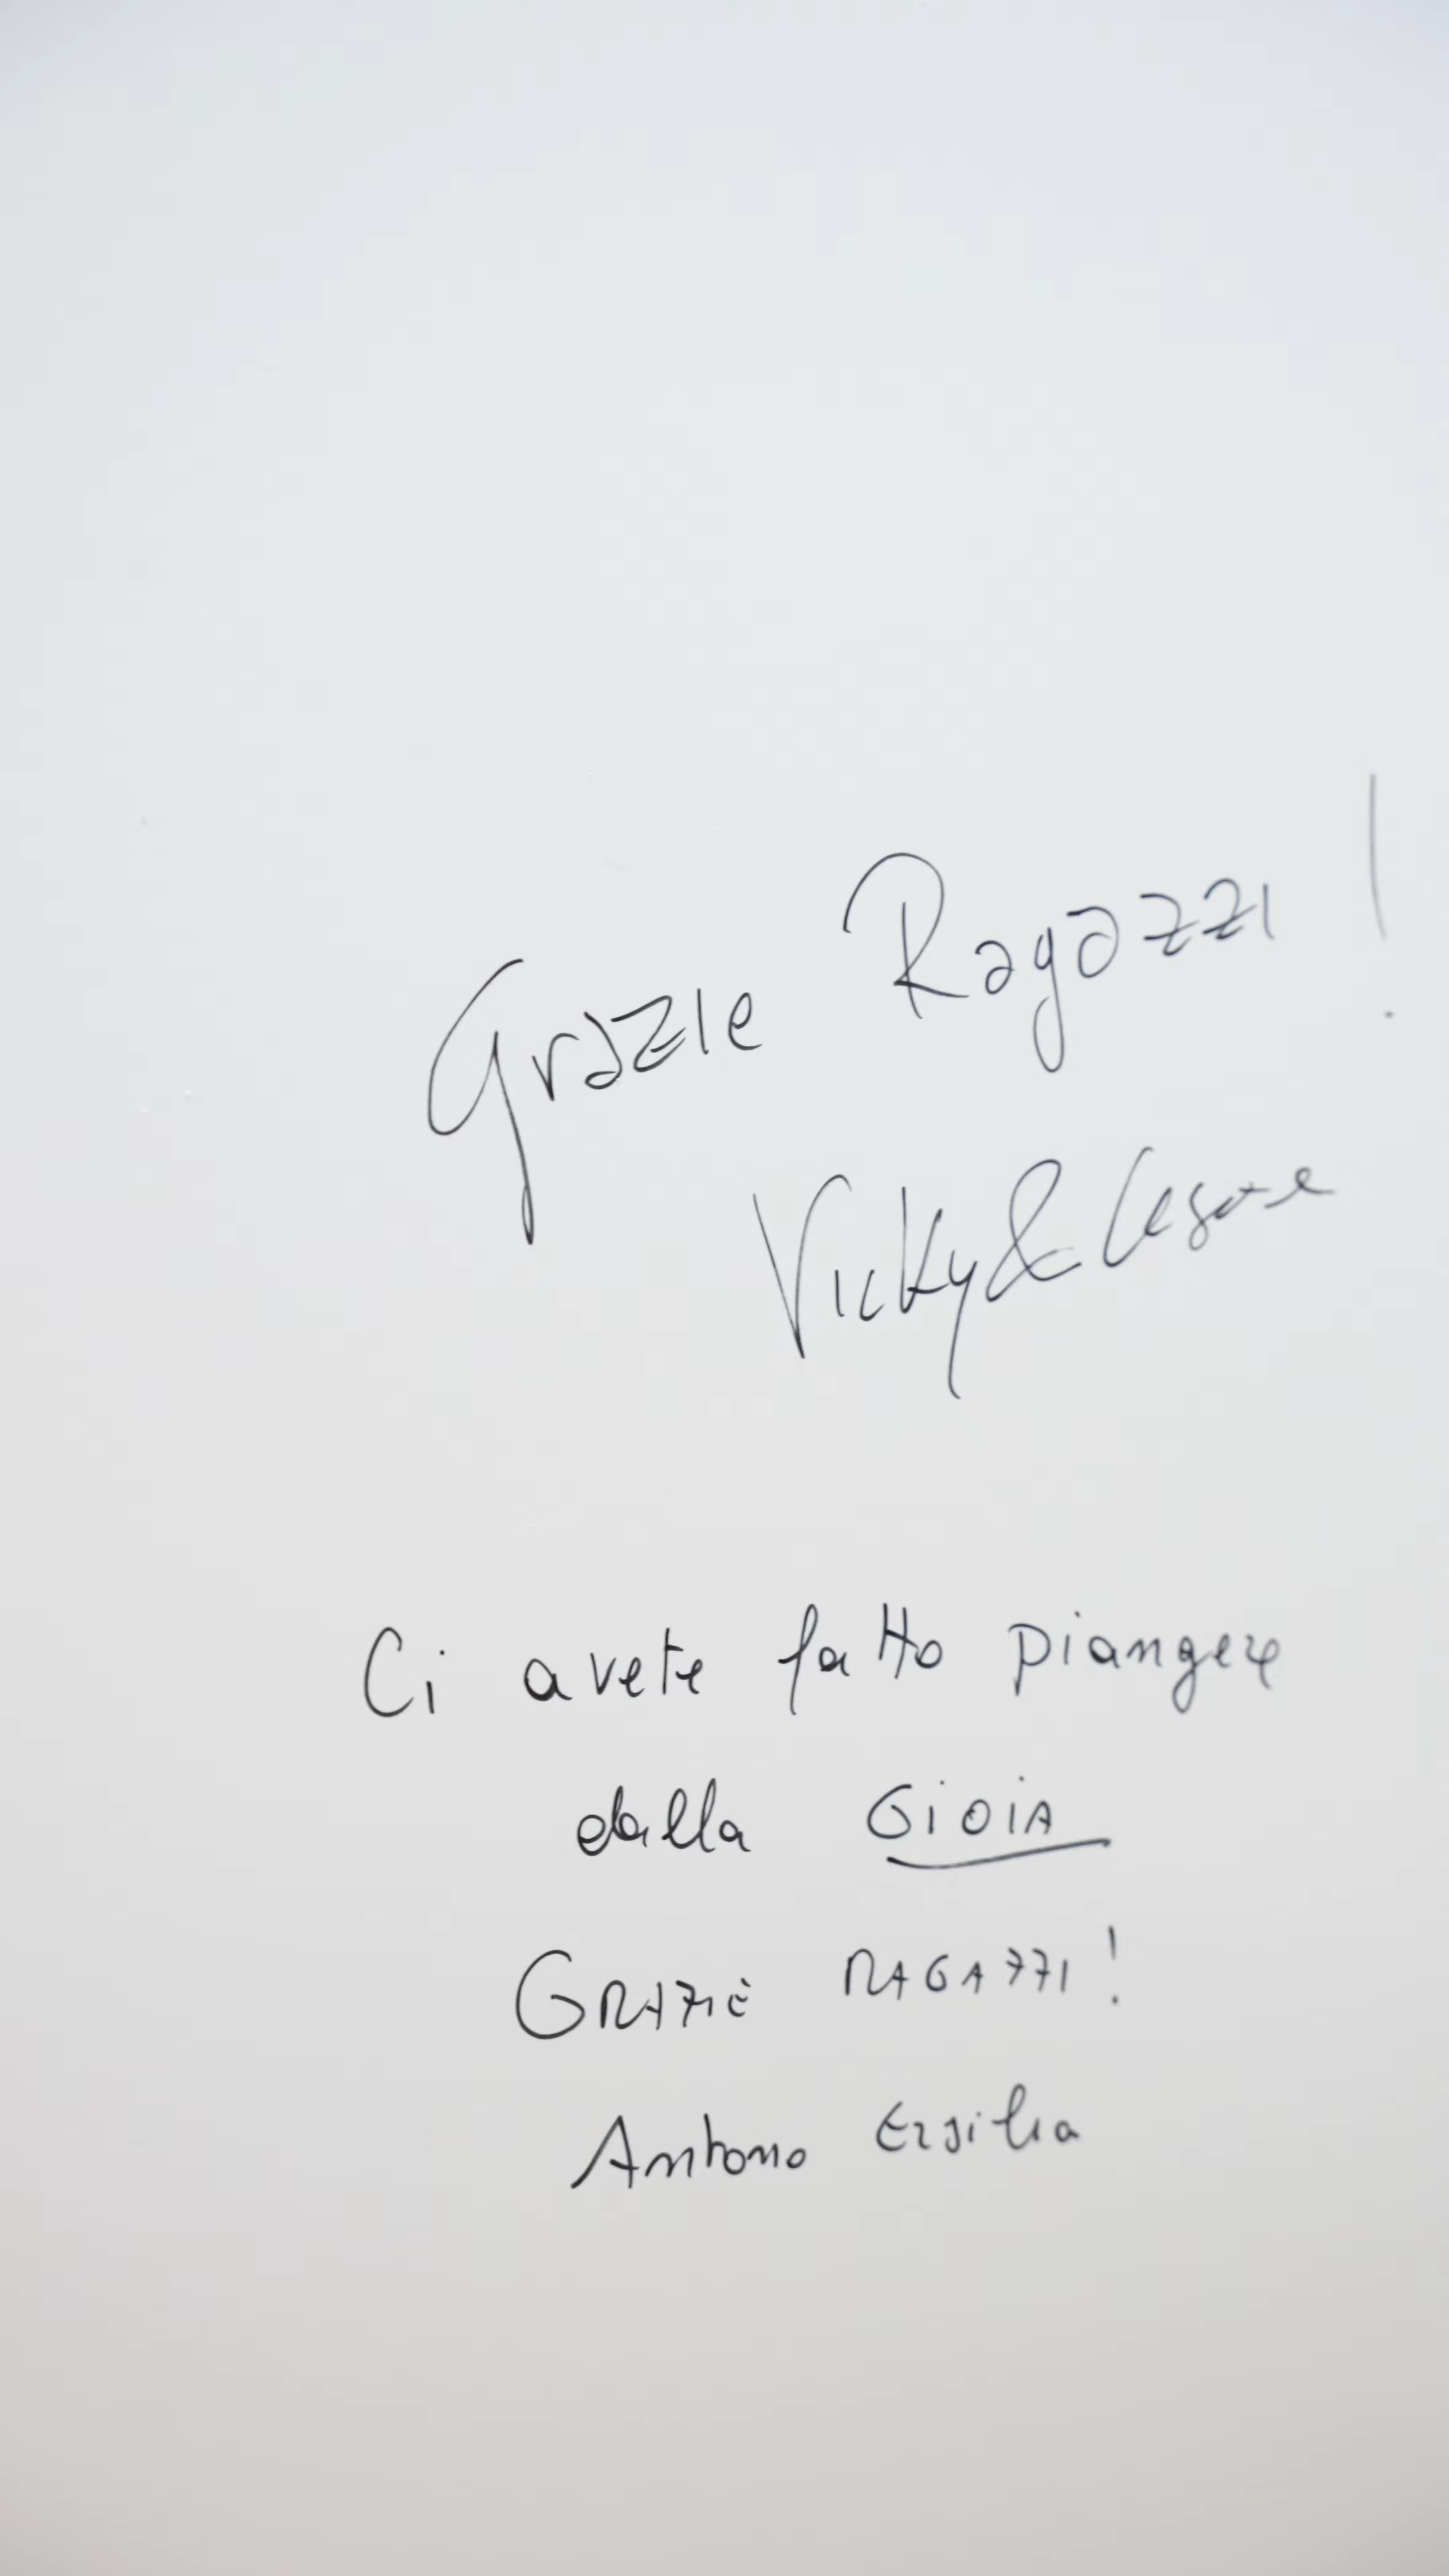 Grazie Ragazzi!
Vicky & Cesare
Ci avete fatto piangere
dalla GIOIA
GRAZIE RAGAZZI!
Antonio Ersilia